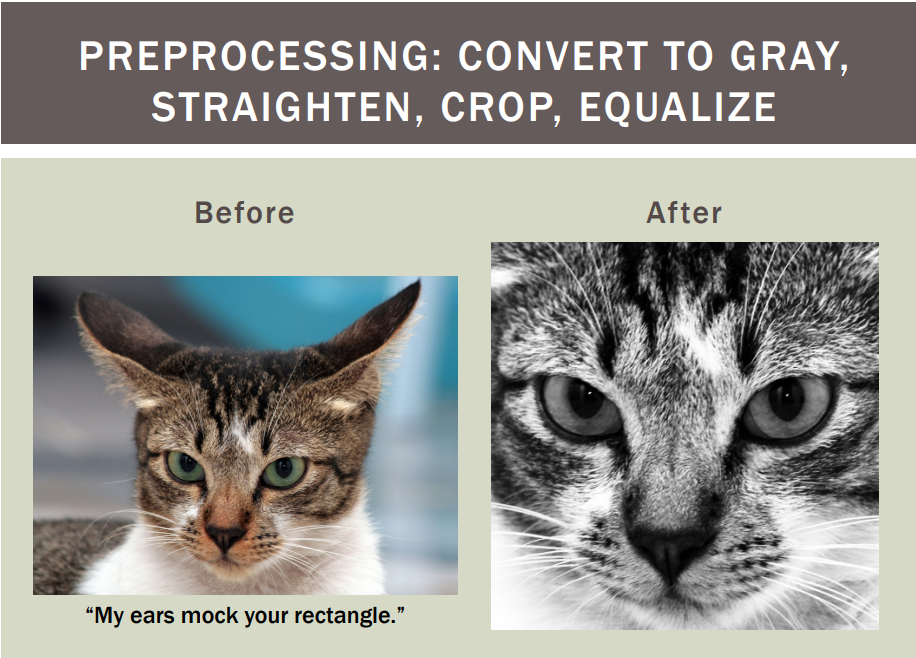 PREPROCESSING: CONVERT TO GRAY,
STRAIGHTEN, CROP, EQUALIZE
Before
After
“My ears mock your rectangle.”